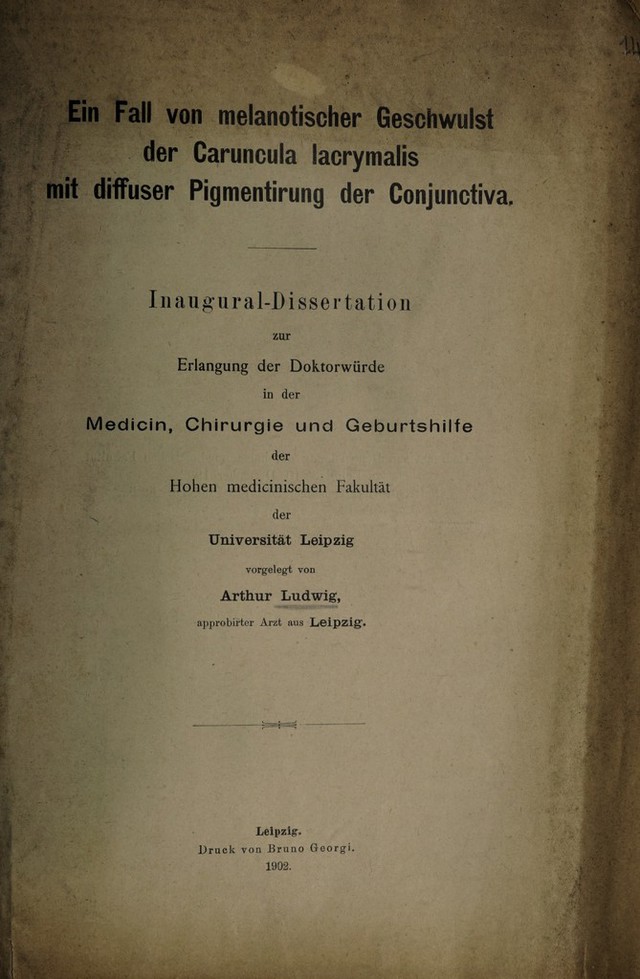 Ein Fall von melanotischer Geschwulst
der Caruncula lacrymalis
mit diffuser Pigmentirung der Conjunctiva.
Inaugural-Dissertation
zur
Erlangung der Doktorwürde
in der
Medicin, Chirurgie und Geburtshilfe
der
Hohen medicinischen Fakultät
der
Universität Leipzig
vorgelegt von
Arthur Ludwig,
approbirter Arzt aus Leipzig.
Leipzig.
Druck von Bruno Georgi.
1902.